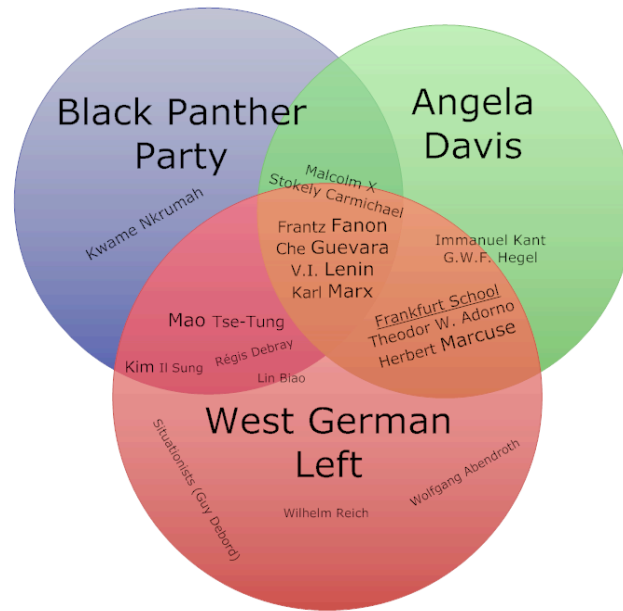 Black Panther
Party
Angela
Davis
Malcolm X
Stokely Carmichael
Kwame Nkrumah
Frantz Fanon
Che Guevara
V.I. Lenin
Karl Marx
Immanuel Kant
G.W.F. Hegel
Frankfurt School
Theodor W. Adorno
Herbert Marcuse
Mao Tse-Tung
Régis Debray
Kim Il Sung
Lin Biao
West German
Left
Situationists (Guy Debord)
Wilhelm Reich
Wolfgang Abendroth